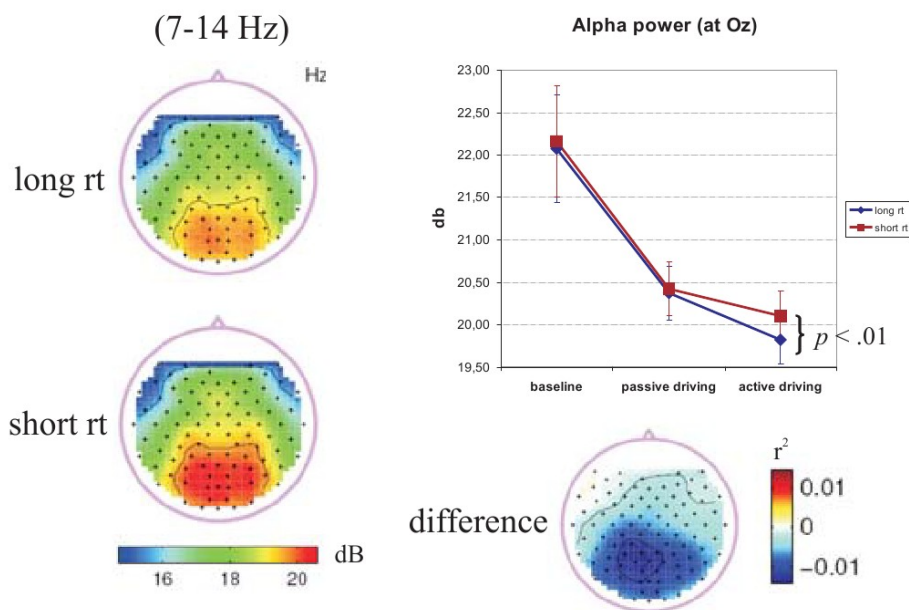 (7-14 Hz)
Hz
long rt
short rt
16 18 20 dB
Alpha power (at Oz)
23,00
22,50
22,00
21,50
21,00
20,50
20,00
19,50
db
baseline passive driving active driving
long rt
short rt
p < .01
difference
r²
0.01
0
-0.01